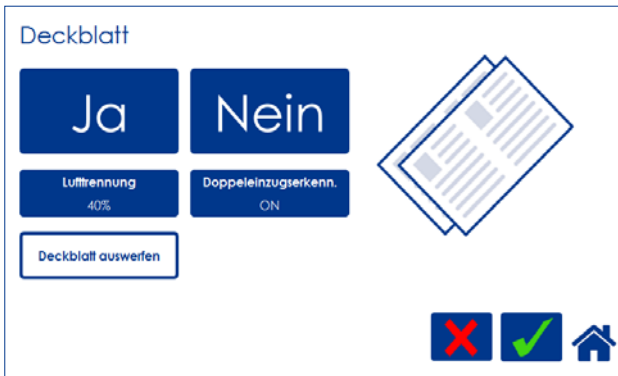 Deckblatt
Ja
Nein
Lufttrennung
40%
Doppeleinzugserkenn.
ON
Deckblatt auswerfen